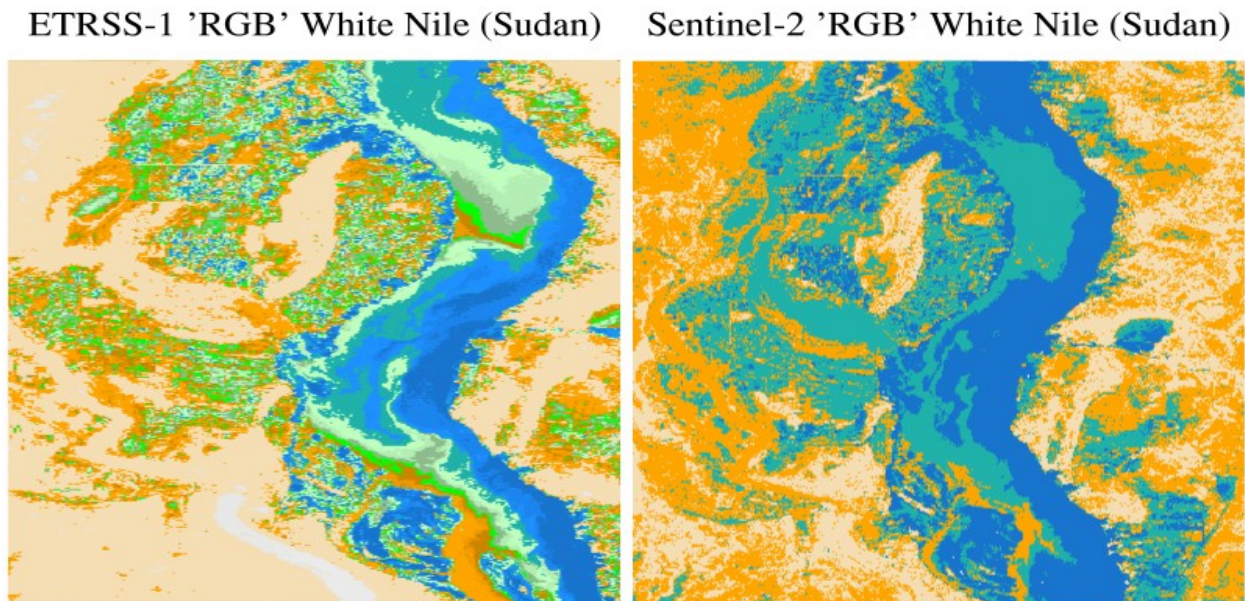 ETRSS-1 ’RGB’ White Nile (Sudan)
Sentinel-2 ’RGB’ White Nile (Sudan)